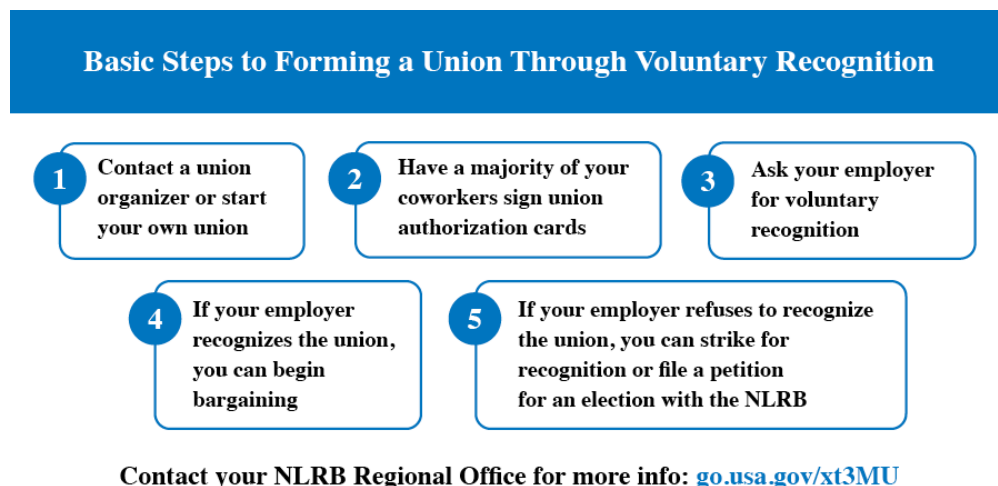 Basic Steps to Forming a Union Through Voluntary Recognition
1
Contact a union
organizer or start
your own union
2
Have a majority of your
coworkers sign union
authorization cards
3
Ask your employer
for voluntary
recognition
4
If your employer
recognizes the union,
you can begin
bargaining
5
If your employer refuses to recognize
the union, you can strike for
recognition or file a petition
for an election with the NLRB
Contact your NLRB Regional Office for more info: go.usa.gov/xt3MU